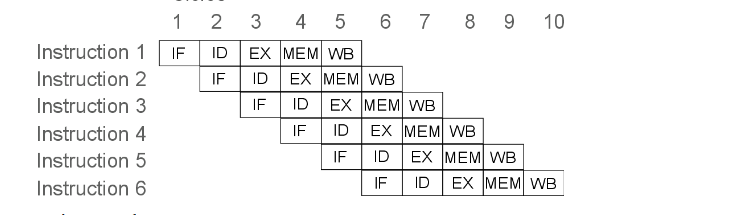 1 2 3 4 5 6 7 8 9 10
Instruction 1 IF ID EX MEM WB
Instruction 2 IF ID EX MEM WB
Instruction 3 IF ID EX MEM WB
Instruction 4 IF ID EX MEM WB
Instruction 5 IF ID EX MEM WB
Instruction 6 IF ID EX MEM WB